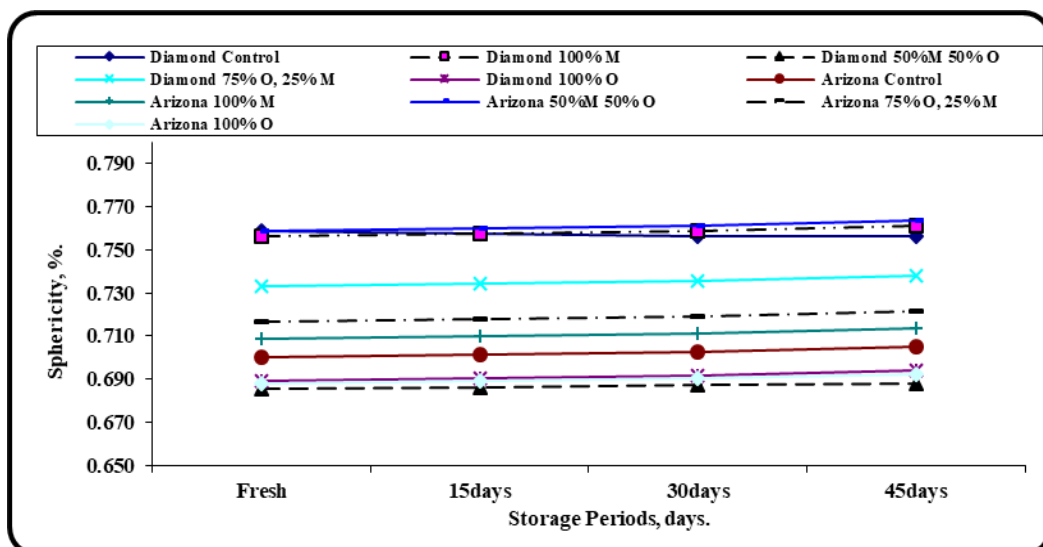 Diamond Control Diamond 100% M Diamond 50%M 50% O
Diamond 75% O, 25% M Diamond 100% O Arizona Control
Arizona 100% M Arizona 50%M 50% O Arizona 75% O, 25% M
Arizona 100% O
0.790
0.770
0.750
0.730
0.710
0.690
0.670
0.650
Sphericity, %.
Fresh 15days 30days 45days
Storage Periods, days.